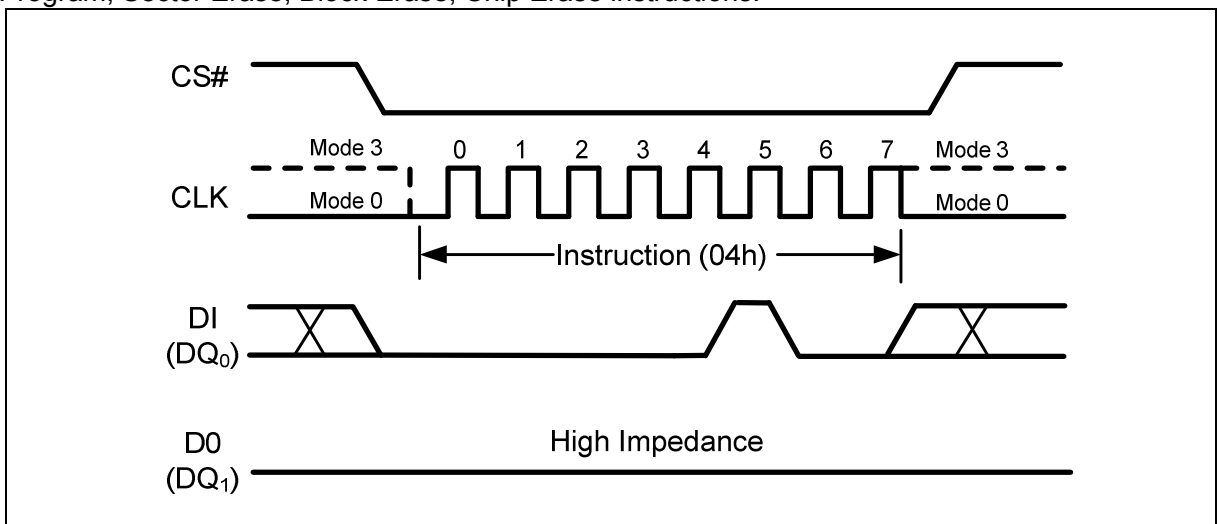 Program, Sector Erase, Block Erase, Chip Erase instructions.
CS#
Mode 3 0 1 2 3 4 5 6 7 Mode 3
CLK
Mode 0 Mode 0
Instruction (04h)
DI
(DQ0)
D0 High Impedance
(DQ1)